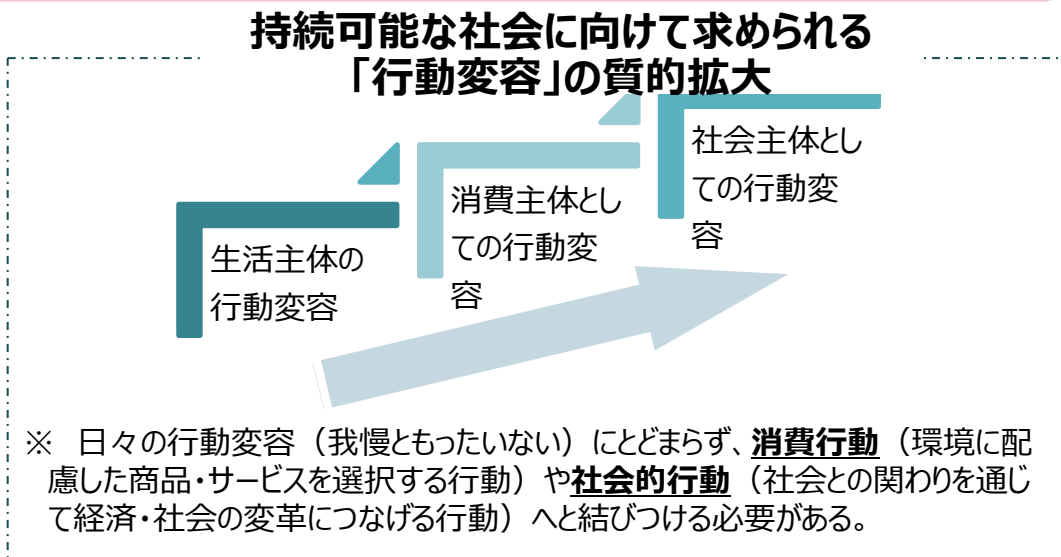 持続可能な社会に向けて求められる
「行動変容」の質的拡大
生活主体の
行動変容
消費主体とし
ての行動変
容
社会主体とし
ての行動変
容
※　日々の行動変容（我慢ともったいない）にとどまらず、消費行動（環境に配
慮した商品・サービスを選択する行動）や社会的行動（社会との関わりを通じ
て経済・社会の変革につなげる行動）へと結びつける必要がある。